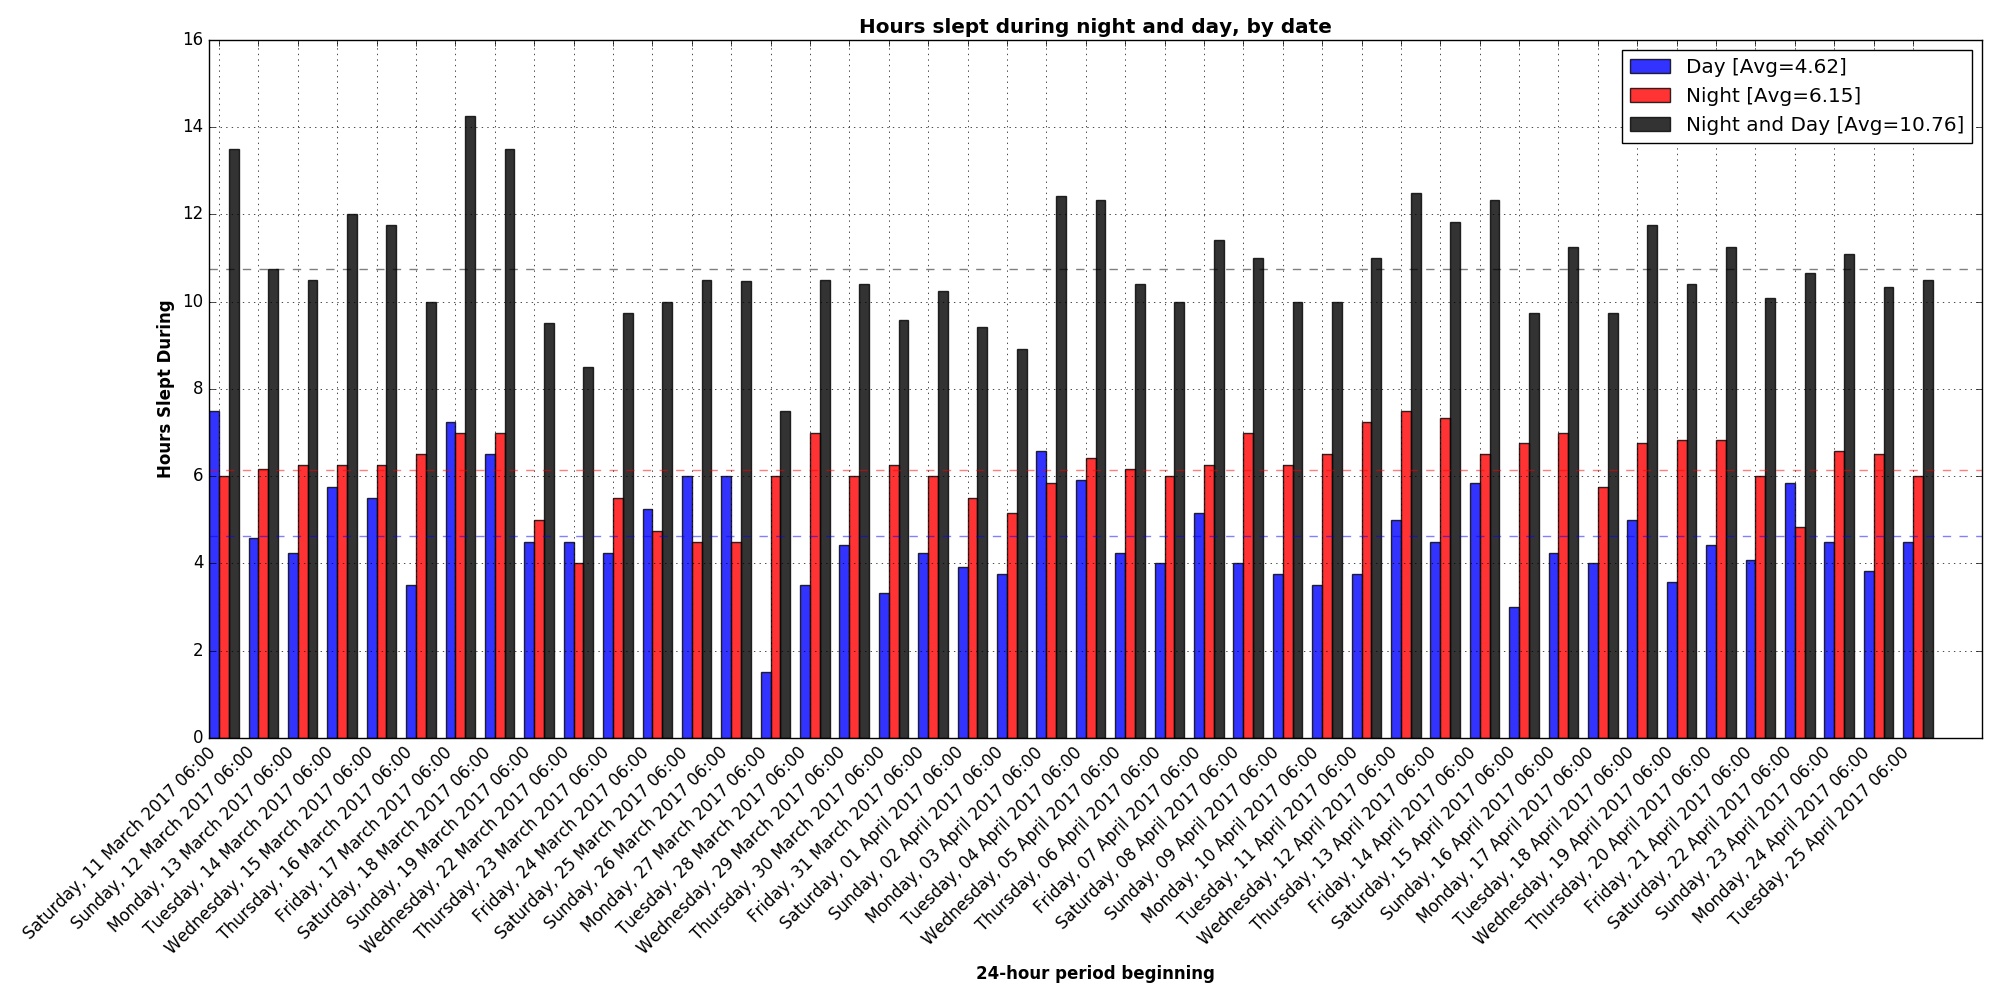 Hours slept during night and day, by date
16
14
12
10
8
6
4
2
0
Hours Slept During
Day [Avg=4.62]
Night [Avg=6.15]
Night and Day [Avg=10.76]
Saturday, 11 March 2017 06:00
Sunday, 12 March 2017 06:00
Monday, 13 March 2017 06:00
Tuesday, 14 March 2017 06:00
Wednesday, 15 March 2017 06:00
Thursday, 16 March 2017 06:00
Friday, 17 March 2017 06:00
Saturday, 18 March 2017 06:00
Sunday, 19 March 2017 06:00
Wednesday, 22 March 2017 06:00
Thursday, 23 March 2017 06:00
Friday, 24 March 2017 06:00
Saturday, 25 March 2017 06:00
Sunday, 26 March 2017 06:00
Monday, 27 March 2017 06:00
Tuesday, 28 March 2017 06:00
Wednesday, 29 March 2017 06:00
Thursday, 30 March 2017 06:00
Friday, 31 March 2017 06:00
Saturday, 01 April 2017 06:00
Sunday, 02 April 2017 06:00
Monday, 03 April 2017 06:00
Tuesday, 04 April 2017 06:00
Wednesday, 05 April 2017 06:00
Thursday, 06 April 2017 06:00
Friday, 07 April 2017 06:00
Saturday, 08 April 2017 06:00
Sunday, 09 April 2017 06:00
Monday, 10 April 2017 06:00
Tuesday, 11 April 2017 06:00
Wednesday, 12 April 2017 06:00
Thursday, 13 April 2017 06:00
Friday, 14 April 2017 06:00
Saturday, 15 April 2017 06:00
Sunday, 16 April 2017 06:00
Monday, 17 April 2017 06:00
Tuesday, 18 April 2017 06:00
Wednesday, 19 April 2017 06:00
Thursday, 20 April 2017 06:00
Friday, 21 April 2017 06:00
Saturday, 22 April 2017 06:00
Sunday, 23 April 2017 06:00
Monday, 24 April 2017 06:00
Tuesday, 25 April 2017 06:00
24-hour period beginning